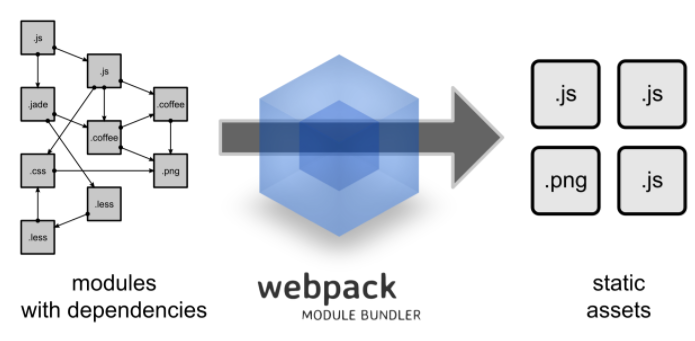 .js
.js
.jade
.coffee
.coffee
.css
.png
.less
.less
modules
with dependencies
webpack
MODULE BUNDLER
.js
.js
.png
.js
static
assets